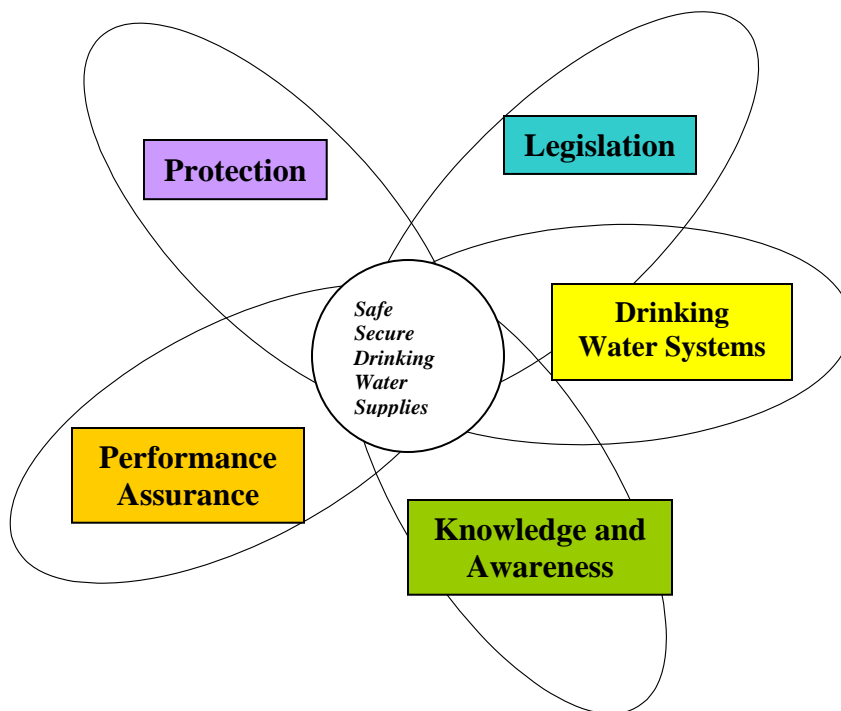 Legislation
Protection
Drinking
Water Systems
Safe
Secure
Drinking
Water
Supplies
Performance
Assurance
Knowledge and
Awareness